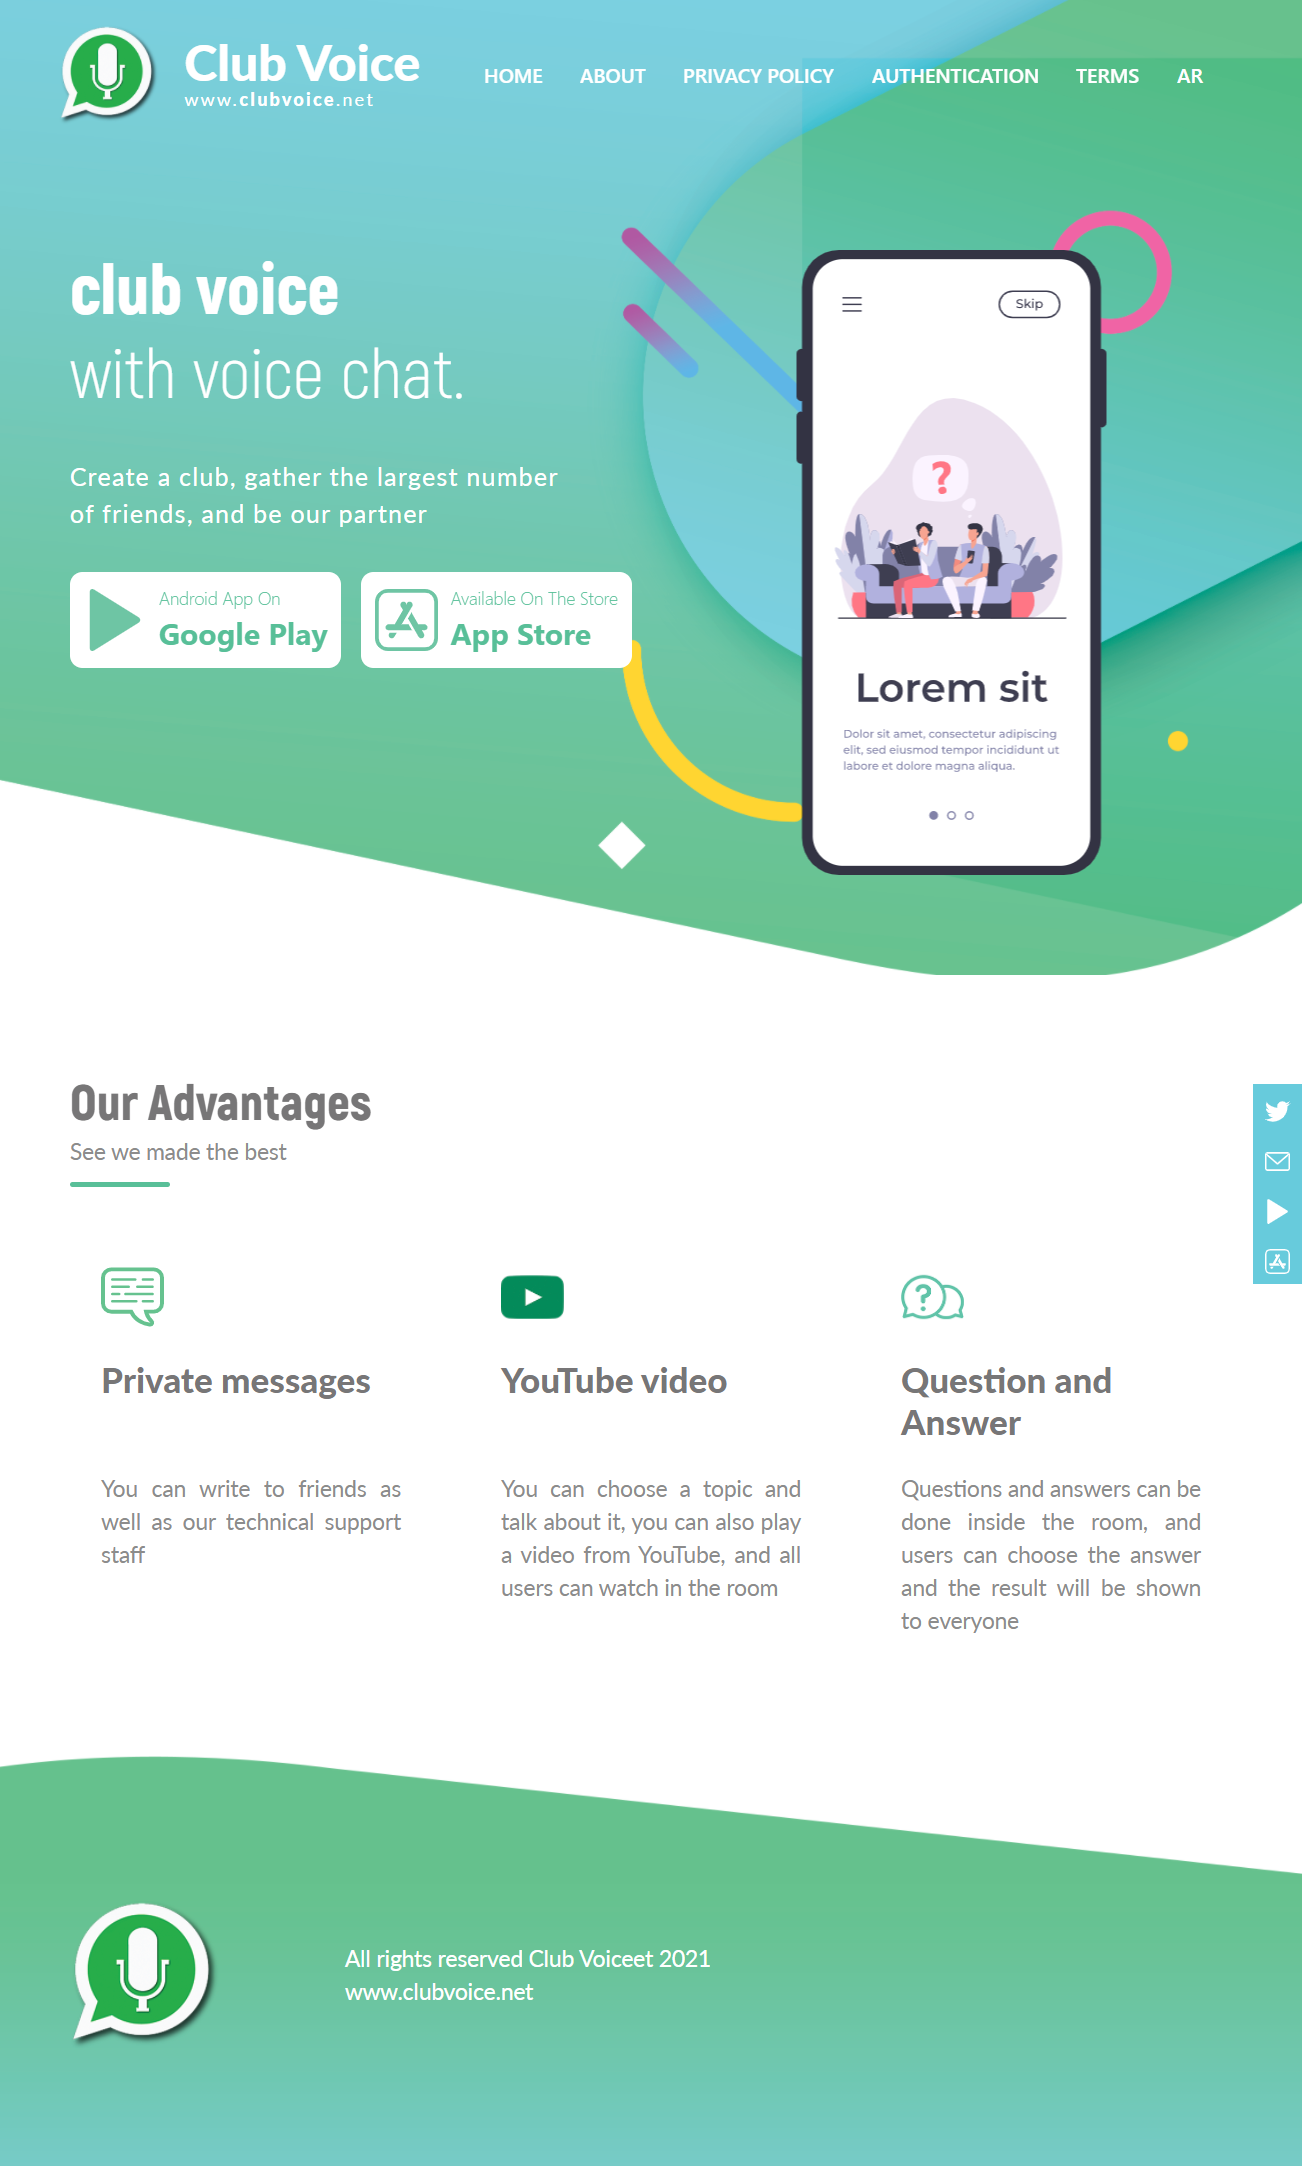 Club Voice
www.clubvoice.net
HOME ABOUT PRIVACY POLICY AUTHENTICATION TERMS AR
club voice
with voice chat.
Create a club, gather the largest number
of friends, and be our partner
Android App On
Google Play
Available On The Store
App Store
Skip
?
Lorem sit
Dolor sit amet, consectetur adipiscing
elit, sed eiusmod tempor incididunt ut
labore et dolore magna aliqua.
Our Advantages
See we made the best
Private messages
You can write to friends as
well as our technical support
staff
YouTube video
You can choose a topic and
talk about it, you can also play
a video from YouTube, and all
users can watch in the room
?
Question and
Answer
Questions and answers can be
done inside the room, and
users can choose the answer
and the result will be shown
to everyone
All rights reserved Club Voiceet 2021
www.clubvoice.net